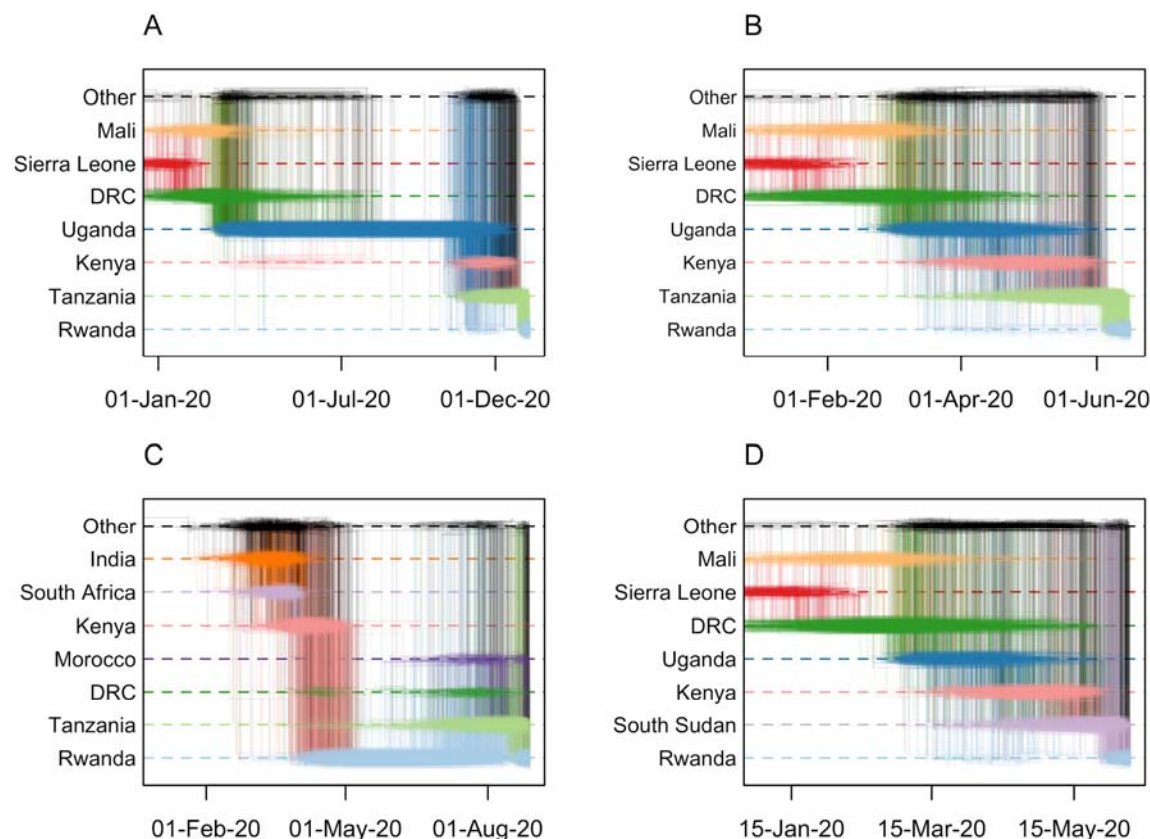 A
Other
Mali
Sierra Leone
DRC
Uganda
Kenya
Tanzania
Rwanda
01-Jan-20
01-Jul-20
01-Dec-20
B
Other
Mali
Sierra Leone
DRC
Uganda
Kenya
Tanzania
Rwanda
01-Feb-20
01-Apr-20
01-Jun-20
C
Other
India
South Africa
Kenya
Morocco
DRC
Tanzania
Rwanda
01-Feb-20
01-May-20
01-Aug-20
D
Other
Mali
Sierra Leone
DRC
Uganda
Kenya
South Sudan
Rwanda
15-Jan-20
15-Mar-20
15-May-20